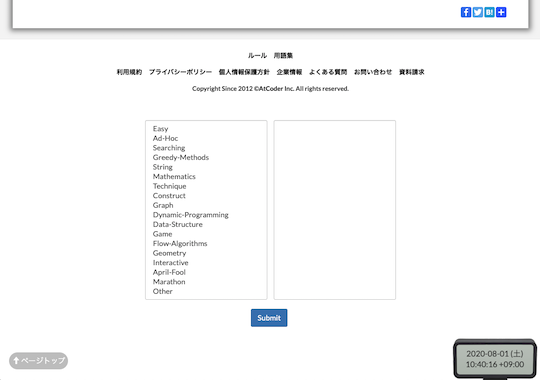 f B!
ルール 用語集
利用規約 プライバシーポリシー 個人情報保護方針 企業情報 よくある質問 お問い合わせ 資料請求
Copyright Since 2012 ©AtCoder Inc. All rights reserved.
Easy
Ad-Hoc
Searching
Greedy-Methods
String
Mathematics
Technique
Construct
Graph
Dynamic-Programming
Data-Structure
Game
Flow-Algorithms
Geometry
Interactive
April-Fool
Marathon
Other
Submit
ページトップ
2020-08-01 (土)
10:40:16 +09:00